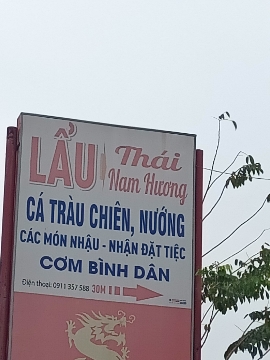 LẨU Thái
Nam Hương
CÁ TRÀU CHIÊN, NƯỚNG
CÁC MÓN NHẬU - NHẬN ĐẶT TIỆC
CƠM BÌNH DÂN
Điện thoại: 0911 357 588 30M